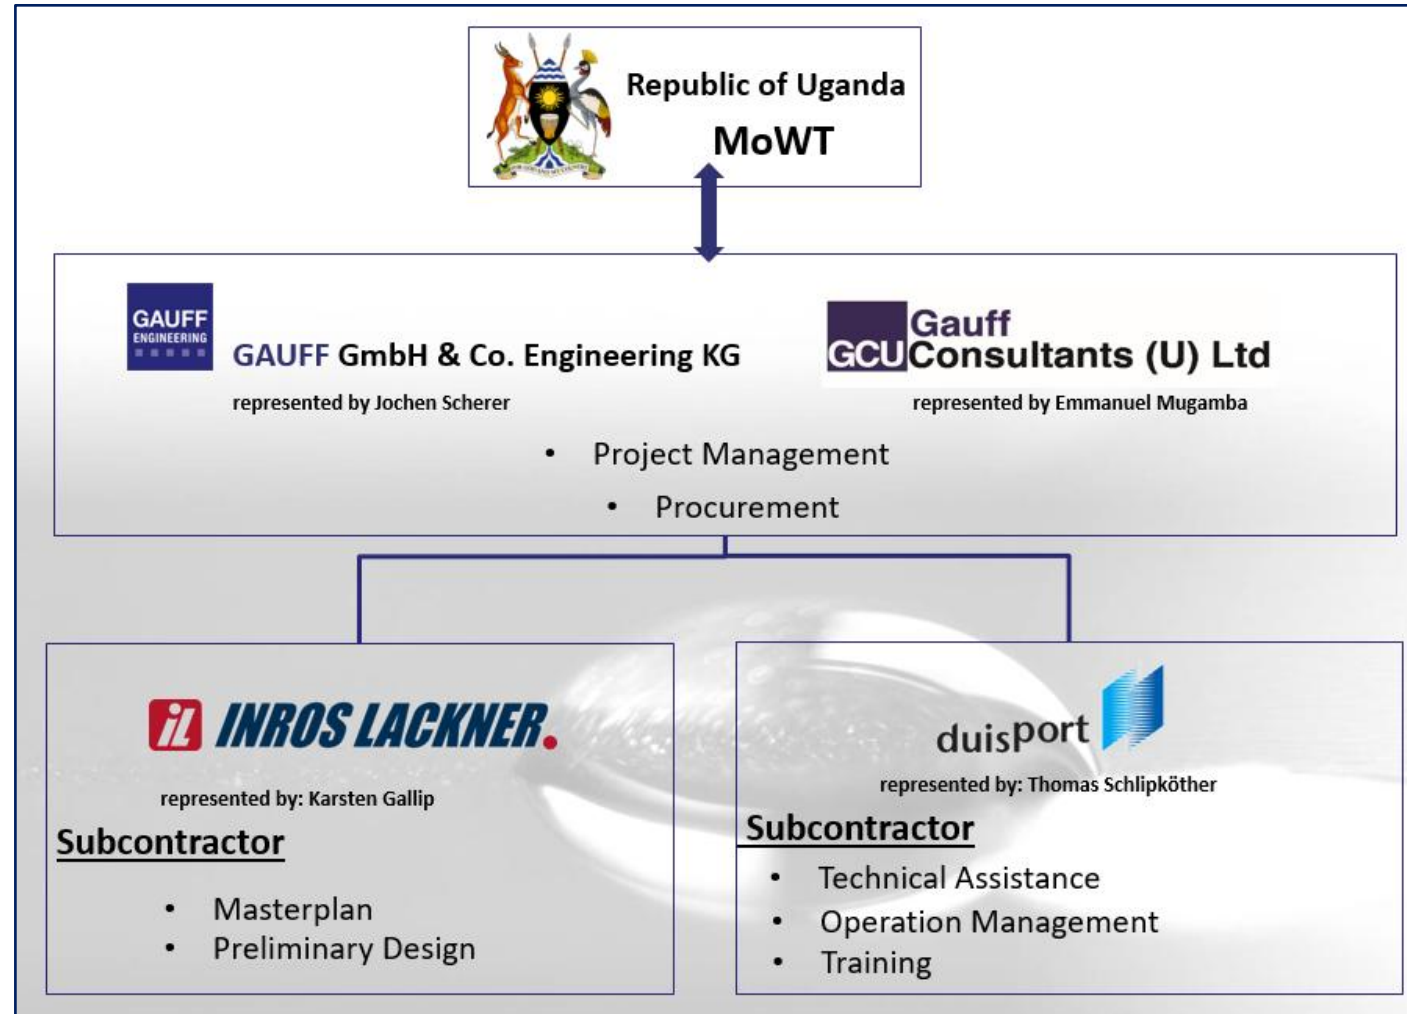 Republic of Uganda
MoWT
GAUFF
ENGINEERING
GAUFF GmbH & Co. Engineering KG
represented by Jochen Scherer
GCU
Gauff
Consultants (U) Ltd
represented by Emmanuel Mugamba
• Project Management
• Procurement
iL INROS LACKNER.
represented by: Karsten Gallip
Subcontractor
• Masterplan
• Preliminary Design
duisport
represented by: Thomas Schlipköther
Subcontractor
• Technical Assistance
• Operation Management
• Training